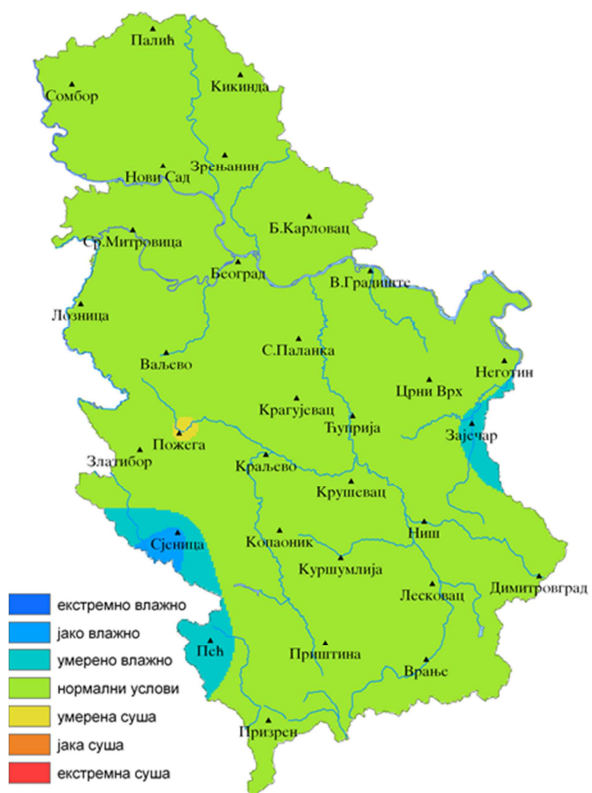 Палић
Кикинда
Сомбор
Зрењанин
Нови Сад
Б.Карловац
Ср.Митровица
Београд
В.Градиште
Лозница
С.Паланка
Ваљево
Неготин
Црни Врх
Крагујевац
Ћуприја
Зајечар
Пожега
Златибор
Краљево
Крушевац
Ниш
Сјеница
Копаоник
Куршумлија
Димитровград
Лесковац
Пећ
Приштина
Врање
Призрен
екстремно влажно
јако влажно
умерено влажно
нормални услови
умерена суша
јака суша
екстремна суша